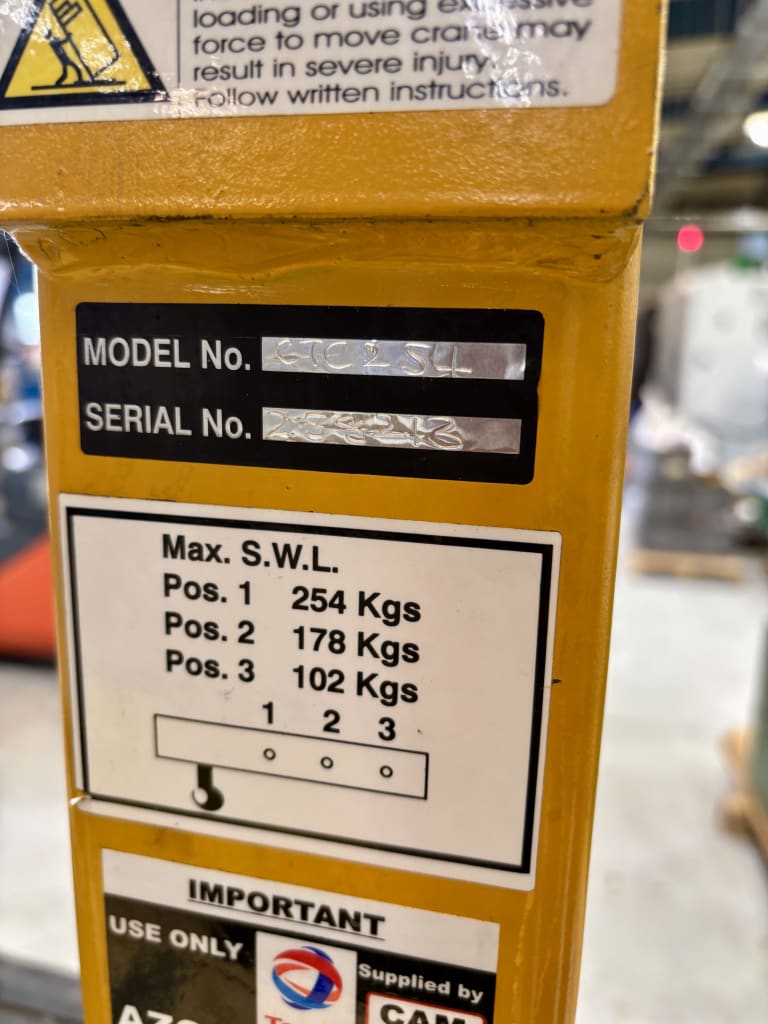 loading or using excessive
force to move crane may
result in severe injury.
Follow written instructions.
MODEL No.
SERIAL No.
Max. S.W.L.
Pos. 1 254 Kgs
Pos. 2 178 Kgs
Pos. 3 102 Kgs
1 2 3
IMPORTANT
USE ONLY
Supplied by
CAM